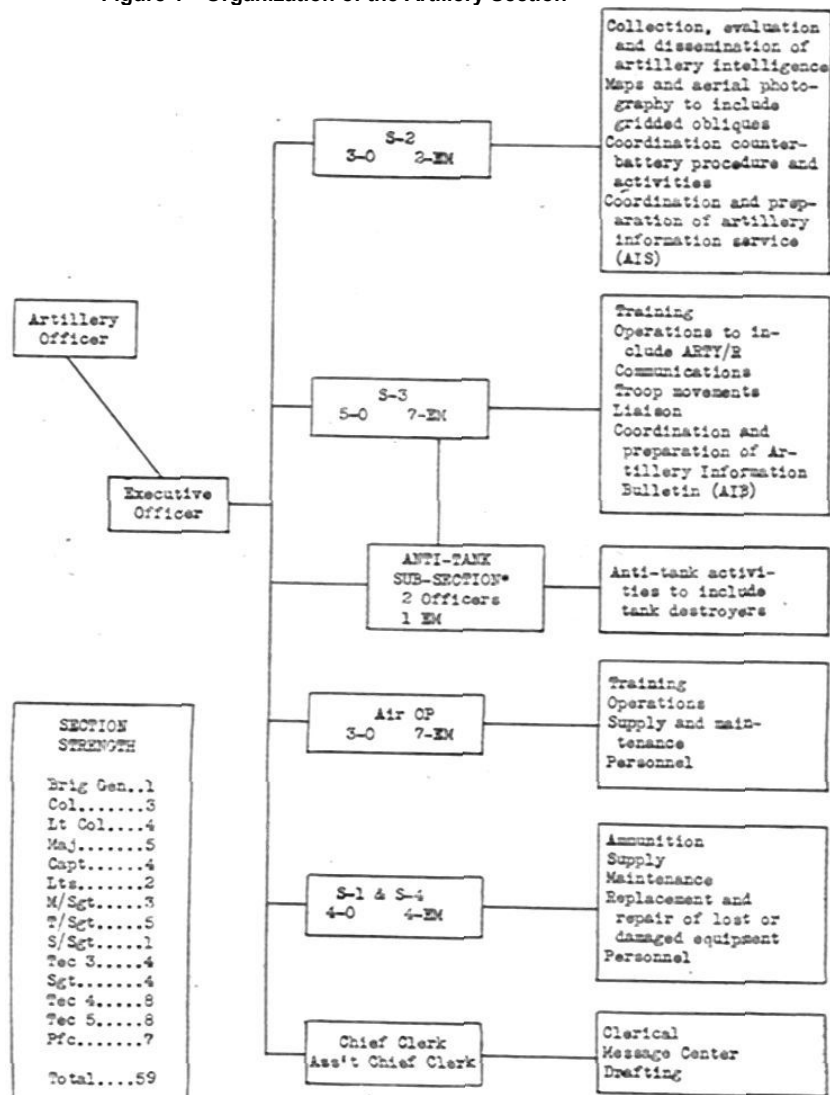 Figure 1 – Organization of the Artillery Section
Collection, evaluation
and dissemination of
artillery intelligence
Maps and aerial photo-
graphy to include
gridded obliques
Coordination counter-
battery procedure and
activities
Coordination and prep-
aration of artillery
information service
(AIS)
S-2
3-O 2-EM
Artillery
Officer
Executive
Officer
S-3
5-O 7-EM
Training
Operations to in-
clude ARTY/R
Communications
Troop movements
Liaison
Coordination and
preparation of Ar-
tillery Information
Bulletin (AIB)
ANTI-TANK
SUB-SECTION*
2 Officers
1 EM
Anti-tank activi-
ties to include
tank destroyers
Air OP
3-O 7-EM
Training
Operations
Supply and main-
tenance
Personnel
S-1 & S-4
4-O 4-EM
Ammunition
Supply
Maintenance
Replacement and
repair of lost or
damaged equipment
Personnel
Chief Clerk
Ass't Chief Clerk
Clerical
Message Center
Drafting
SECTION
STRENGTH
Brig Gen..1
Col.......3
Lt Col....4
Maj.......5
Capt......4
Lts.......2
M/Sgt.....3
T/Sgt.....5
S/Sgt.....1
Tec 3.....4
Sgt.......4
Tec 4.....8
Tec 5.....8
Pfc.......7
Total....59